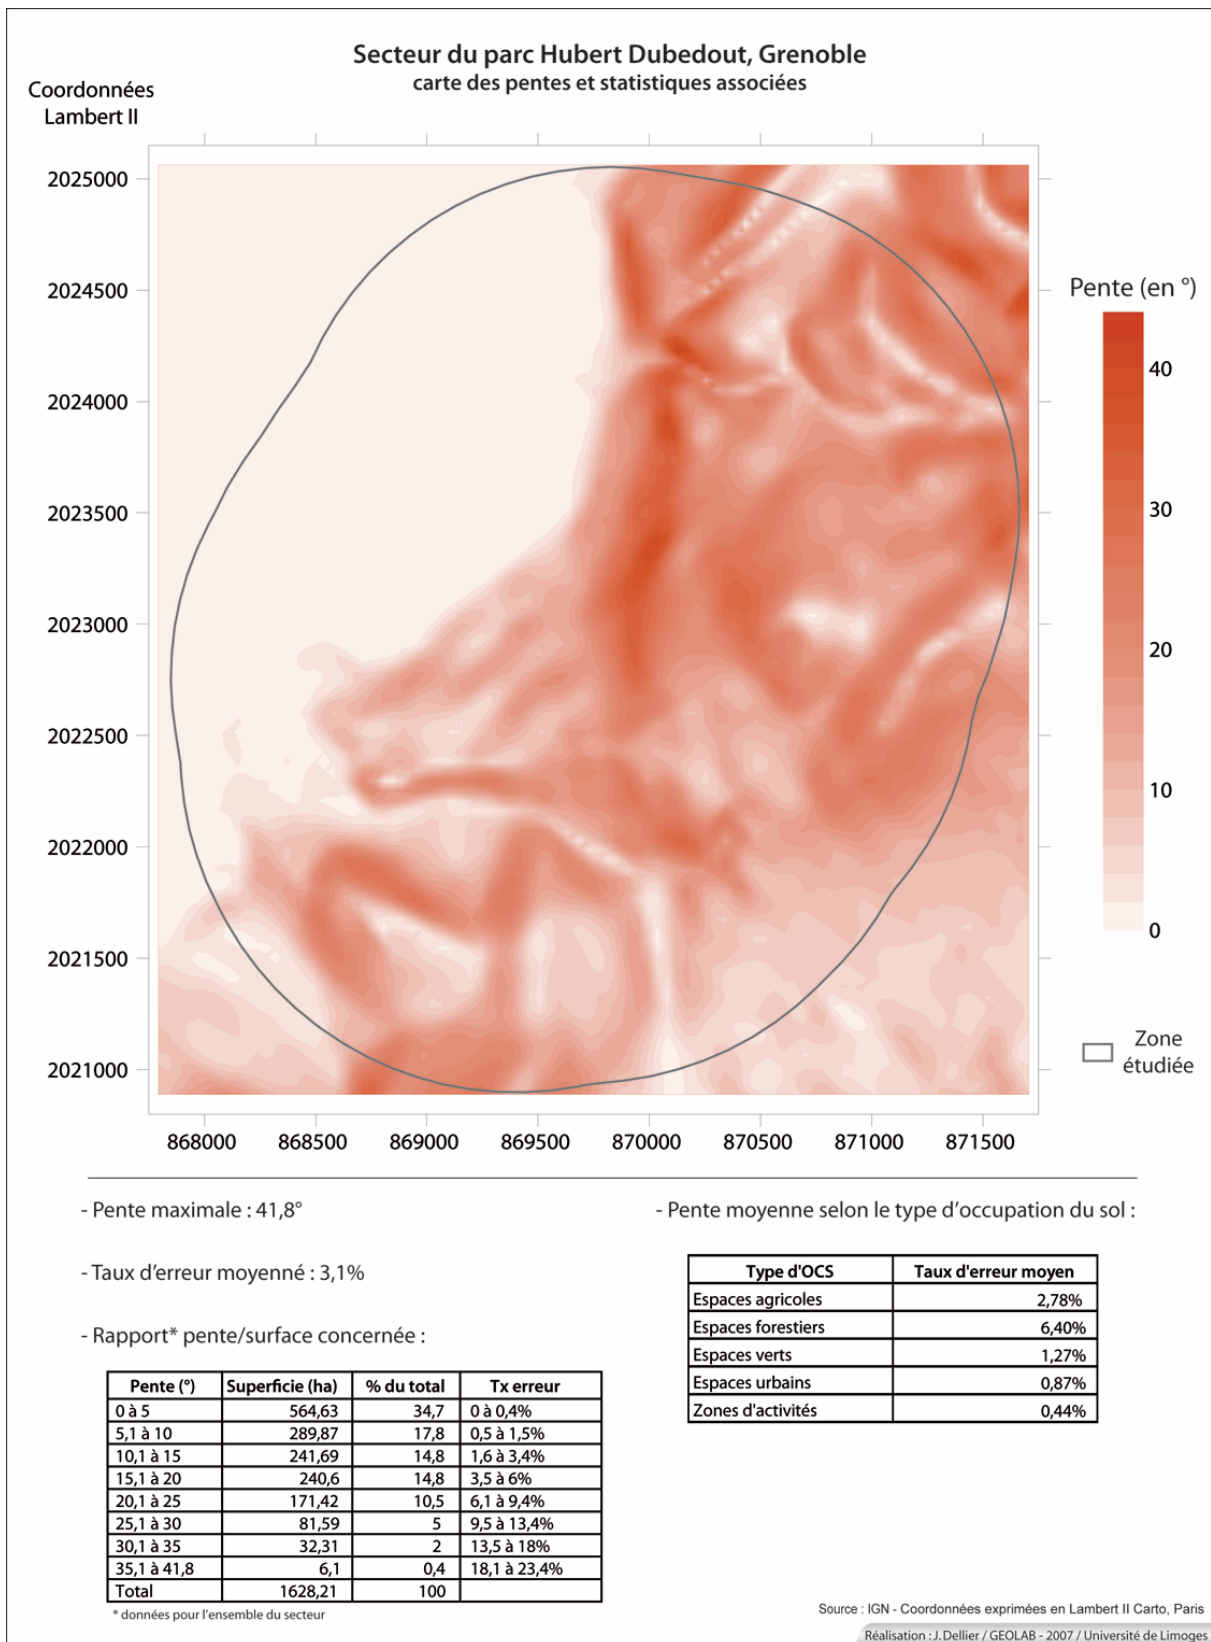 Secteur du parc Hubert Dubedout, Grenoble
carte des pentes et statistiques associées
Coordonnées
Lambert II
2025000
2024500
2024000
2023500
2023000
2022500
2022000
2021500
2021000
868000 868500 869000 869500 870000 870500 871000 871500
Pente (en °)
40
30
20
10
0
Zone
étudiée
- Pente maximale : 41,8°
- Taux d'erreur moyenné : 3,1%
- Rapport* pente/surface concernée :
Pente (°) Superficie (ha) % du total Tx erreur
0 à 5 564,63 34,7 0 à 0,4%
5,1 à 10 289,87 17,8 0,5 à 1,5%
10,1 à 15 241,69 14,8 1,6 à 3,4%
15,1 à 20 240,6 14,8 3,5 à 6%
20,1 à 25 171,42 10,5 6,1 à 9,4%
25,1 à 30 81,59 5 9,5 à 13,4%
30,1 à 35 32,31 2 13,5 à 18%
35,1 à 41,8 6,1 0,4 18,1 à 23,4%
Total 1628,21 100
* données pour l'ensemble du secteur
- Pente moyenne selon le type d'occupation du sol :
Type d'OCS Taux d'erreur moyen
Espaces agricoles 2,78%
Espaces forestiers 6,40%
Espaces verts 1,27%
Espaces urbains 0,87%
Zones d'activités 0,44%
Source : IGN - Coordonnées exprimées en Lambert II Carto, Paris
Réalisation : J. Dellier / GEOLAB - 2007 / Université de Limoges